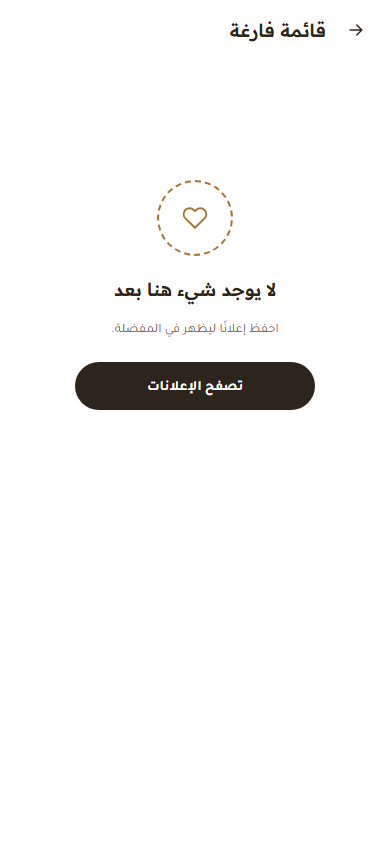 قائمة فارغة
لا يوجد شيء هنا بعد
احفظ إعلانًا ليظهر في المفضلة.
تصفح الإعلانات